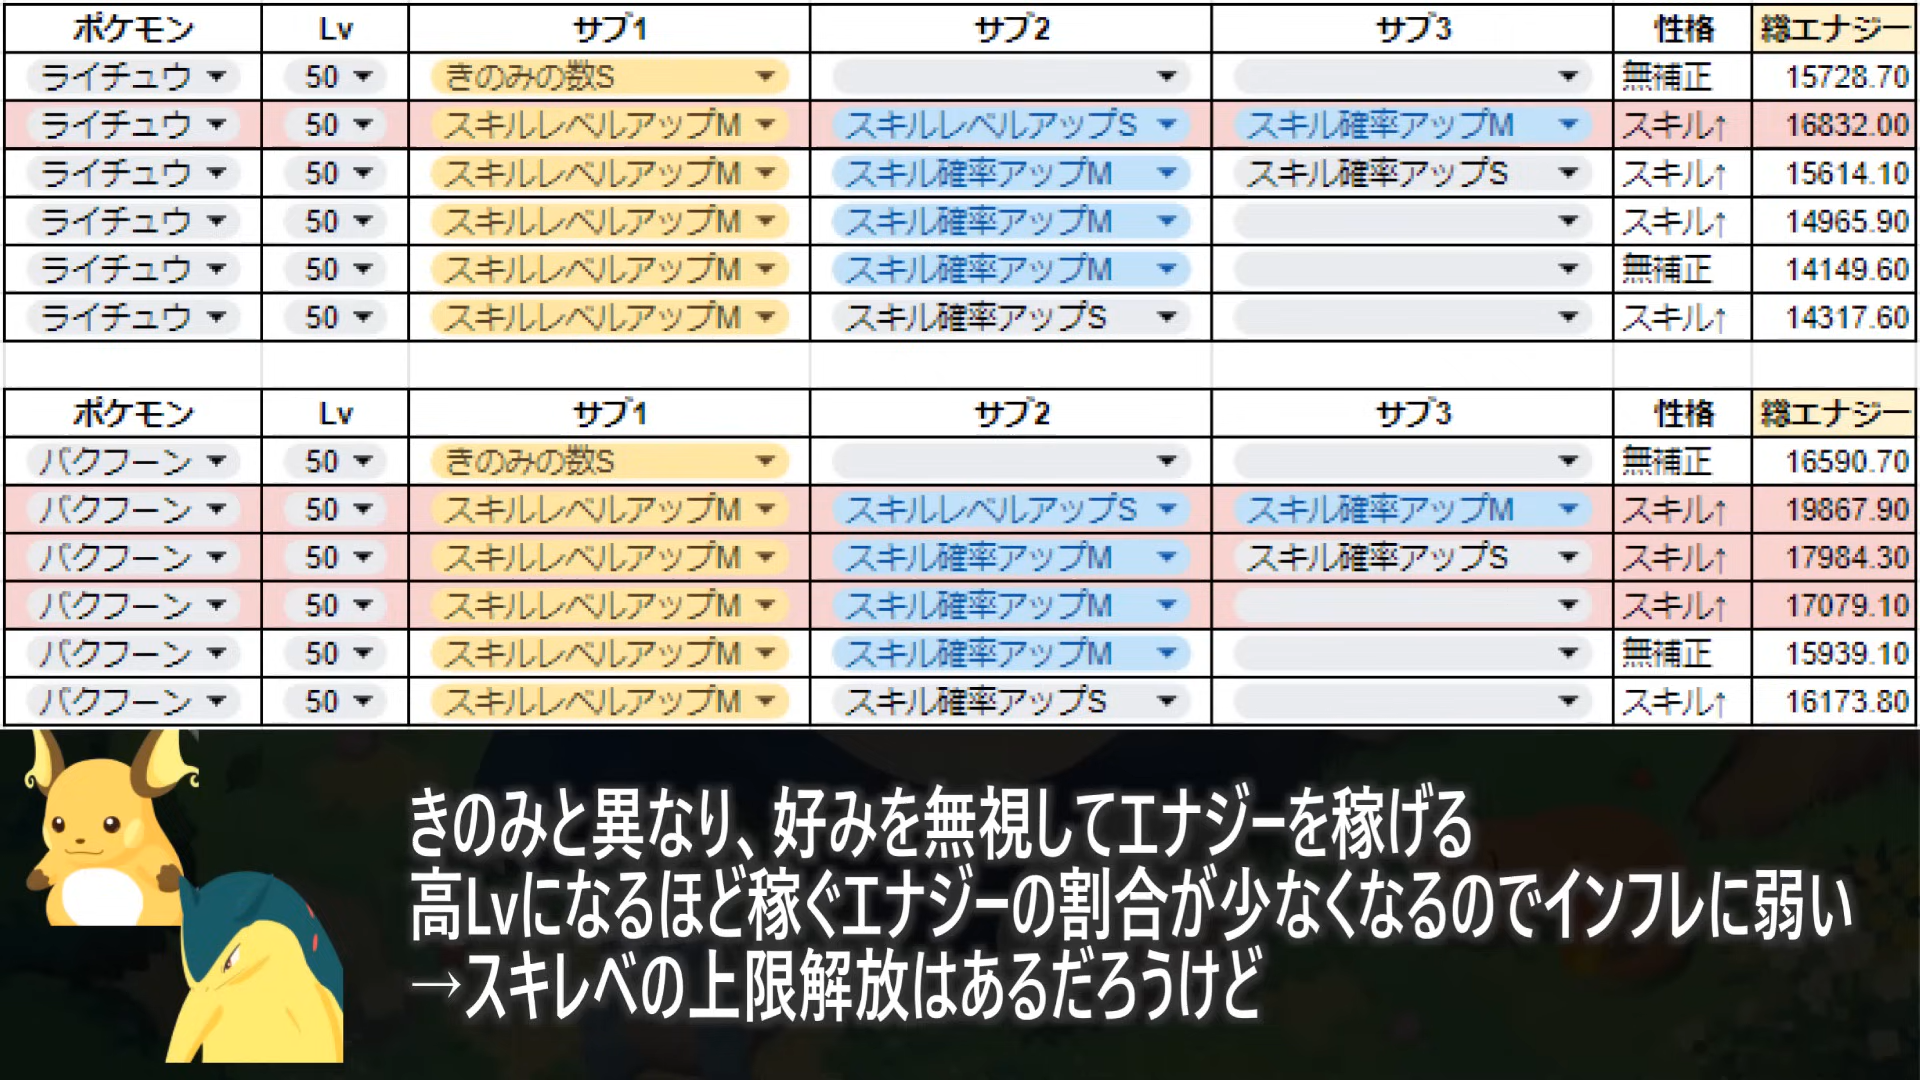 ポケモン Lv サブ1 サブ2 サブ3 性格 総エナジー
ライチュウ 50 きのみの数S 無補正 15728.70
ライチュウ 50 スキルレベルアップM スキルレベルアップS スキル確率アップM スキル↑ 16832.00
ライチュウ 50 スキルレベルアップM スキル確率アップM スキル確率アップS スキル↑ 15614.10
ライチュウ 50 スキルレベルアップM スキル確率アップM スキル↑ 14965.90
ライチュウ 50 スキルレベルアップM スキル確率アップM 無補正 14149.60
ライチュウ 50 スキルレベルアップM スキル確率アップS スキル↑ 14317.60
ポケモン Lv サブ1 サブ2 サブ3 性格 総エナジー
バクフーン 50 きのみの数S 無補正 16590.70
バクフーン 50 スキルレベルアップM スキルレベルアップS スキル確率アップM スキル↑ 19867.90
バクフーン 50 スキルレベルアップM スキル確率アップM スキル確率アップS スキル↑ 17984.30
バクフーン 50 スキルレベルアップM スキル確率アップM スキル↑ 17079.10
バクフーン 50 スキルレベルアップM スキル確率アップM 無補正 15939.10
バクフーン 50 スキルレベルアップM スキル確率アップS スキル↑ 16173.80
きのみと異なり、好みを無視してエナジーを稼げる
高Lvになるほど稼ぐエナジーの割合が少なくなるのでインフレに弱い
→スキレベの上限解放はあるだろうけど